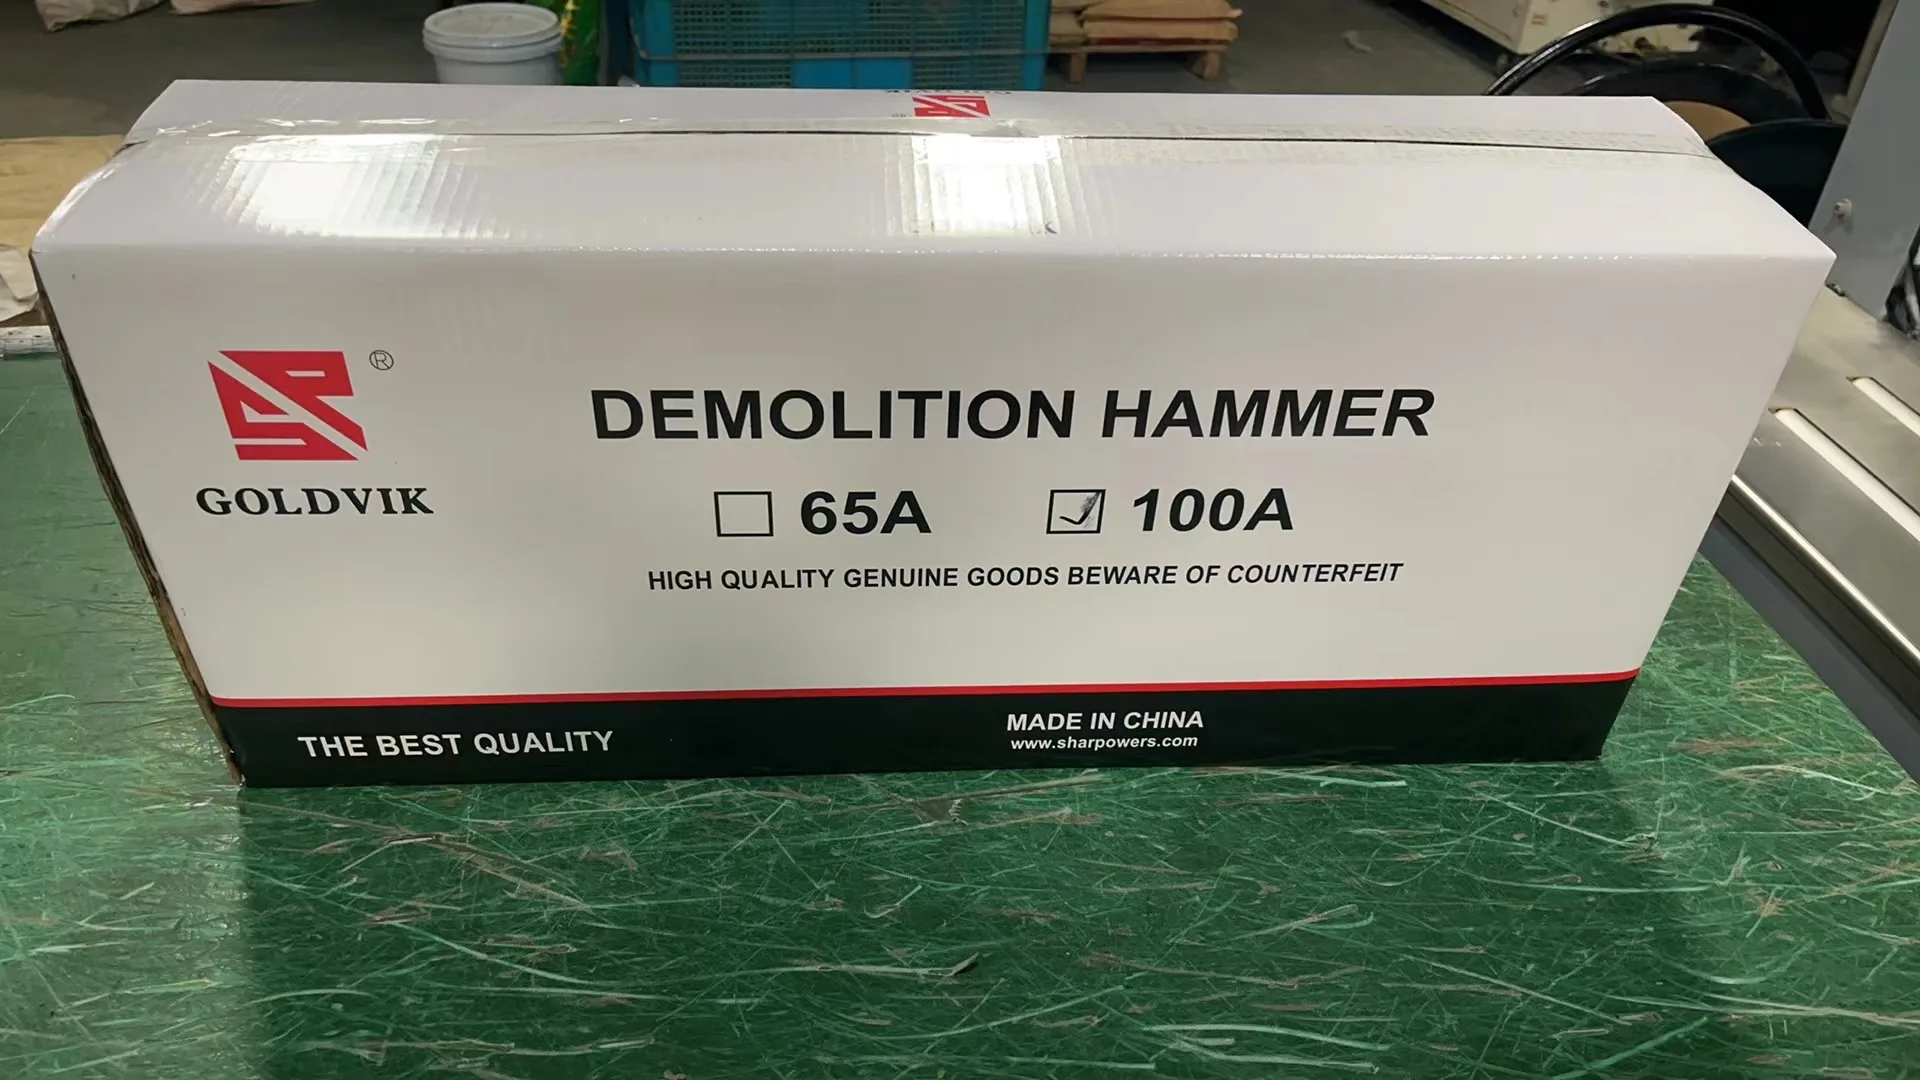 GOLDVIK
®
GOLDVIK
DEMOLITION HAMMER
65A 100A
HIGH QUALITY GENUINE GOODS BEWARE OF COUNTERFEIT
THE BEST QUALITY
MADE IN CHINA
www.sharpowers.com